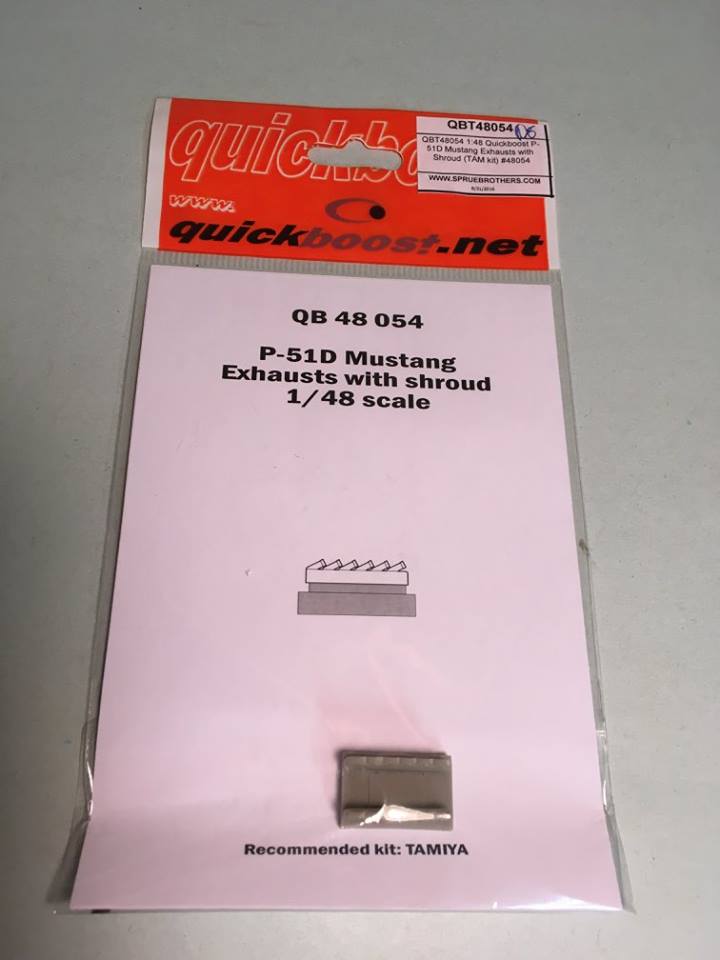 quickbo
QBT48054
QBT48054 1:48 Quickboost P-
51D Mustang Exhausts with
Shroud (TAM kit) #48054
WWW.SPRUEBROTHERS.COM
www.
quickboost.net
QB 48 054
P-51D Mustang
Exhausts with shroud
1/48 scale
Recommended kit: TAMIYA